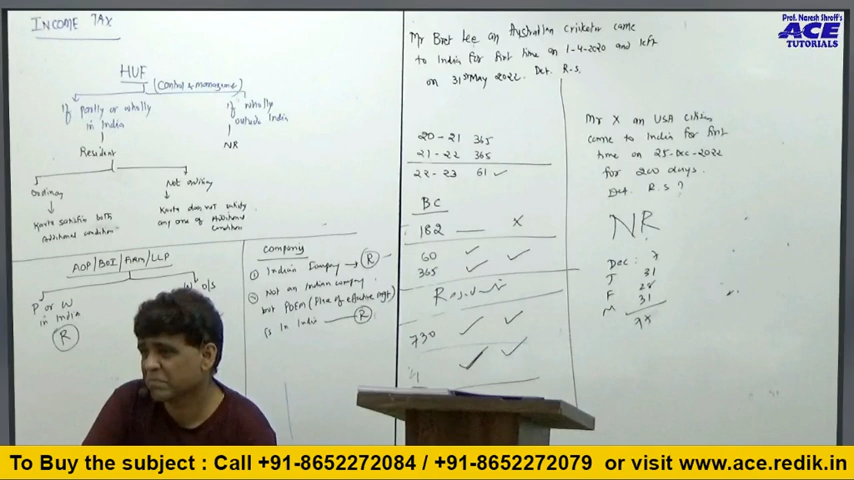 INCOME TAX
HUF
(Control & management)
If partly or wholly
in India
Resident
If wholly
outside India
NR
Ordinary
Karta satisfies both
Additional condition
Not ordinary
Karta does not satisfy
any one of Additional
Condition
AOP/BOI/Firm/LLP
P or W
in India
R
W o/s
Company
① Indian Company → R
② Not an Indian company
but POEM (Place of effective mgt)
is in India → R
Mr Bret Lee an Australian cricketer came
to India for first time on 1-4-2020 and left
on 31st May 2022. Det. R.S.
20-21 365
21-22 365
22-23 61 ✓
BC
182 — X
60 ✓ ✓
365 ✓ ✓
Resident
730 ✓ ✓
✓ ✓
Mr X an USA Citizen
came to India for first
time on 25-Dec-2022
for 200 days.
Det. R.S?
NR
Dec: 7
J 31
F 28
M 31
Prof. Naresh Shroff's
ACE
TUTORIALS
To Buy the subject : Call +91-8652272084 / +91-8652272079 or visit www.ace.redik.in